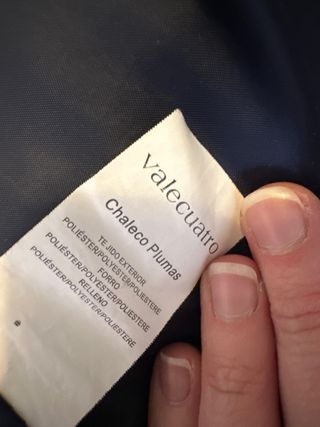 valecuatro
Chaleco Plumas
TEJIDO EXTERIOR
POLIÉSTER/POLYESTER/POLIESTERE
FORRO
POLIÉSTER/POLYESTER/POLIESTERE
RELLENO
POLIÉSTER/POLYESTER/POLIESTERE